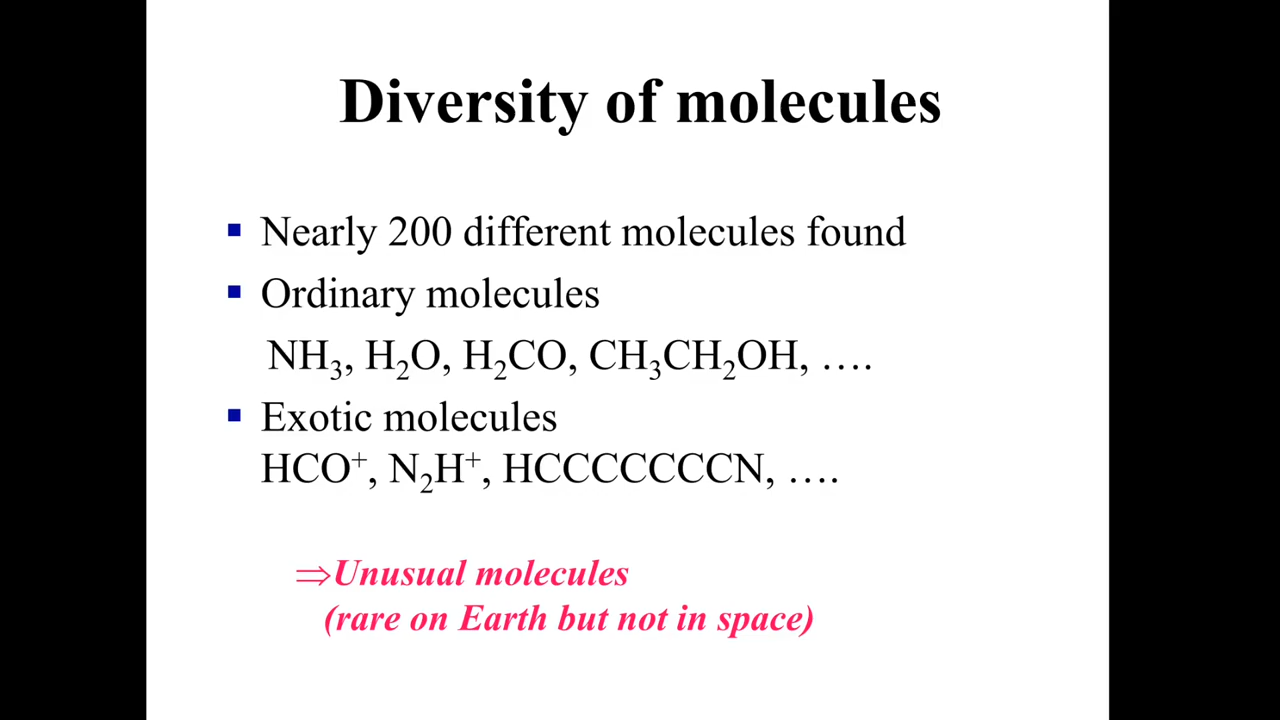 Diversity of molecules
▪ Nearly 200 different molecules found
▪ Ordinary molecules
NH₃, H₂O, H₂CO, CH₃CH₂OH, ….
▪ Exotic molecules
HCO⁺, N₂H⁺, HCCCCCCCN, ….
⇒Unusual molecules
(rare on Earth but not in space)